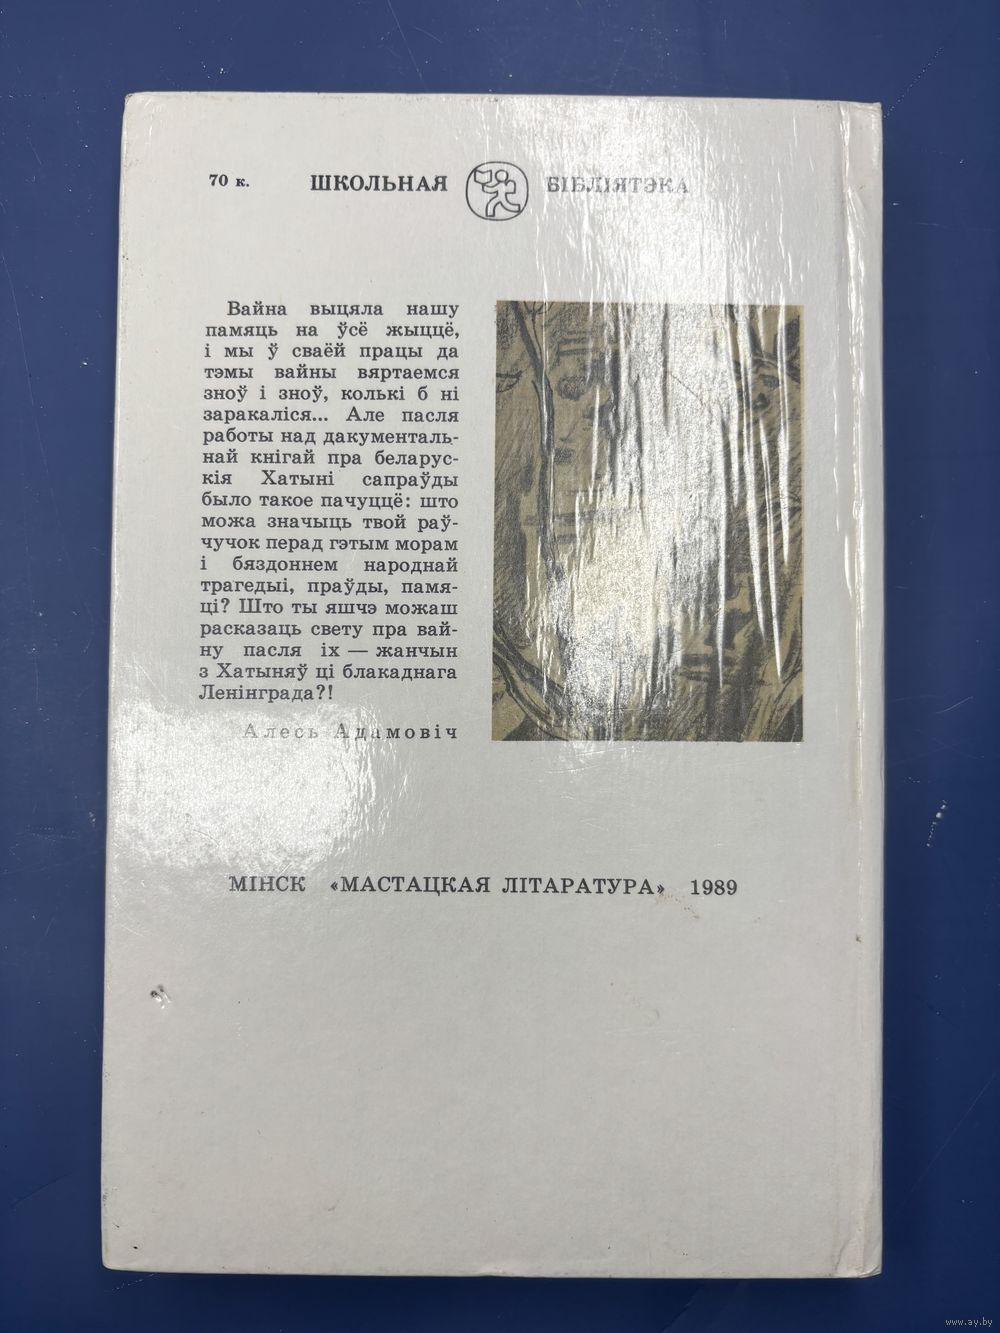 70 к. ШКОЛЬНАЯ БІБЛІЯТЭКА
Вайна выцяла нашу
памяць на ўсё жыццё,
і мы ў сваёй працы да
тэмы вайны вяртаемся
зноў і зноў, колькі б ні
заракаліся... Але пасля
работы над дакументаль-
най кнігай пра беларус-
кія Хатыні сапраўды
было такое пачуццё: што
можа значыць твой раў-
чучок перад гэтым морам
і бяздоннем народнай
трагедыі, праўды, памя-
ці? Што ты яшчэ можаш
расказаць свету пра вай-
ну пасля іх — жанчын
з Хатыняў ці блакаднага
Ленінграда?!
Алесь Адамовіч
МІНСК «МАСТАЦКАЯ ЛІТАРАТУРА» 1989
www.ay.by